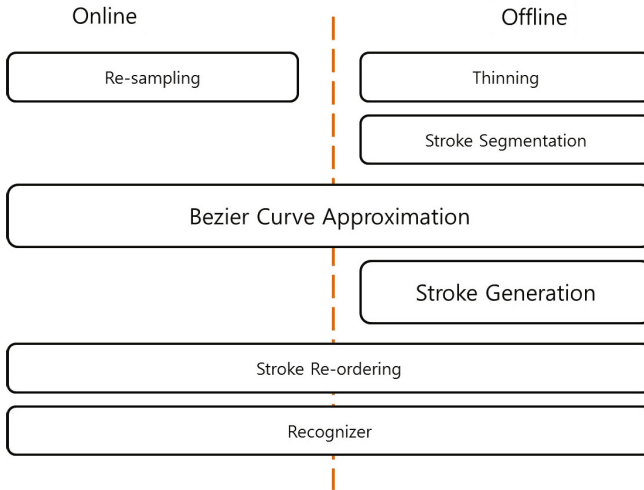 Online
Offline
Re-sampling
Thinning
Stroke Segmentation
Bezier Curve Approximation
Stroke Generation
Stroke Re-ordering
Recognizer